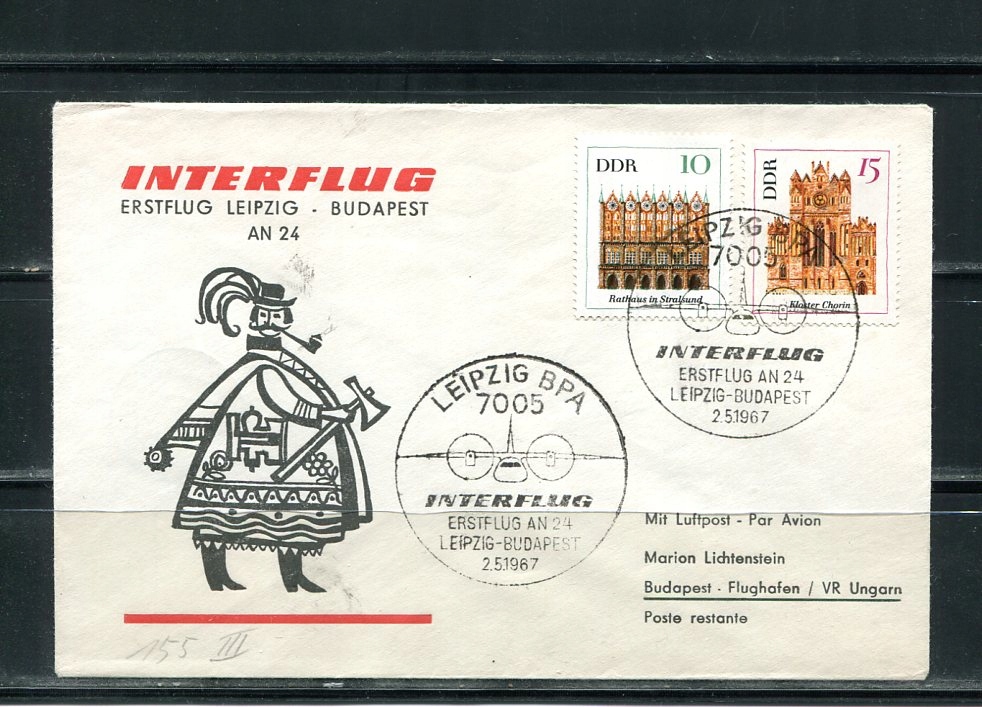 INTERFLUG
ERSTFLUG LEIPZIG - BUDAPEST
AN 24
DDR 10
Rathaus in Stralsund
DDR 15
Kloster Chorin
LEIPZIG BPA
7005
INTERFLUG
ERSTFLUG AN 24
LEIPZIG-BUDAPEST
2.5.1967
LEIPZIG BPA
7005
INTERFLUG
ERSTFLUG AN 24
LEIPZIG-BUDAPEST
2.5.1967
Mit Luftpost - Par Avion
Marion Lichtenstein
Budapest - Flughafen / VR Ungarn
Poste restante
155 III